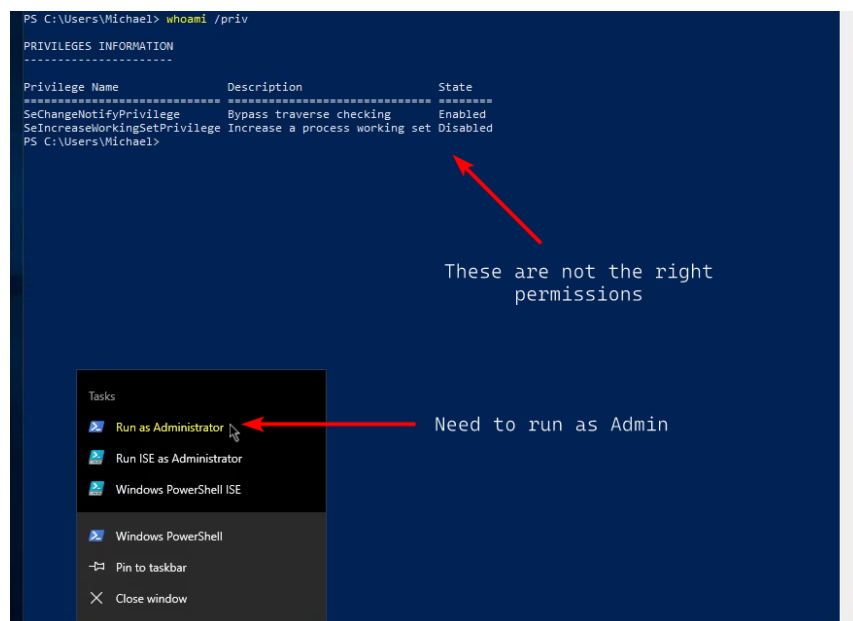 PS C:\Users\Michael> whoami /priv
PRIVILEGES INFORMATION
----------------------
Privilege Name Description State
============================= ============================== ========
SeChangeNotifyPrivilege Bypass traverse checking Enabled
SeIncreaseWorkingSetPrivilege Increase a process working set Disabled
PS C:\Users\Michael>
These are not the right
permissions
Tasks
Run as Administrator
Need to run as Admin
Run ISE as Administrator
Windows PowerShell ISE
Windows PowerShell
Pin to taskbar
Close window